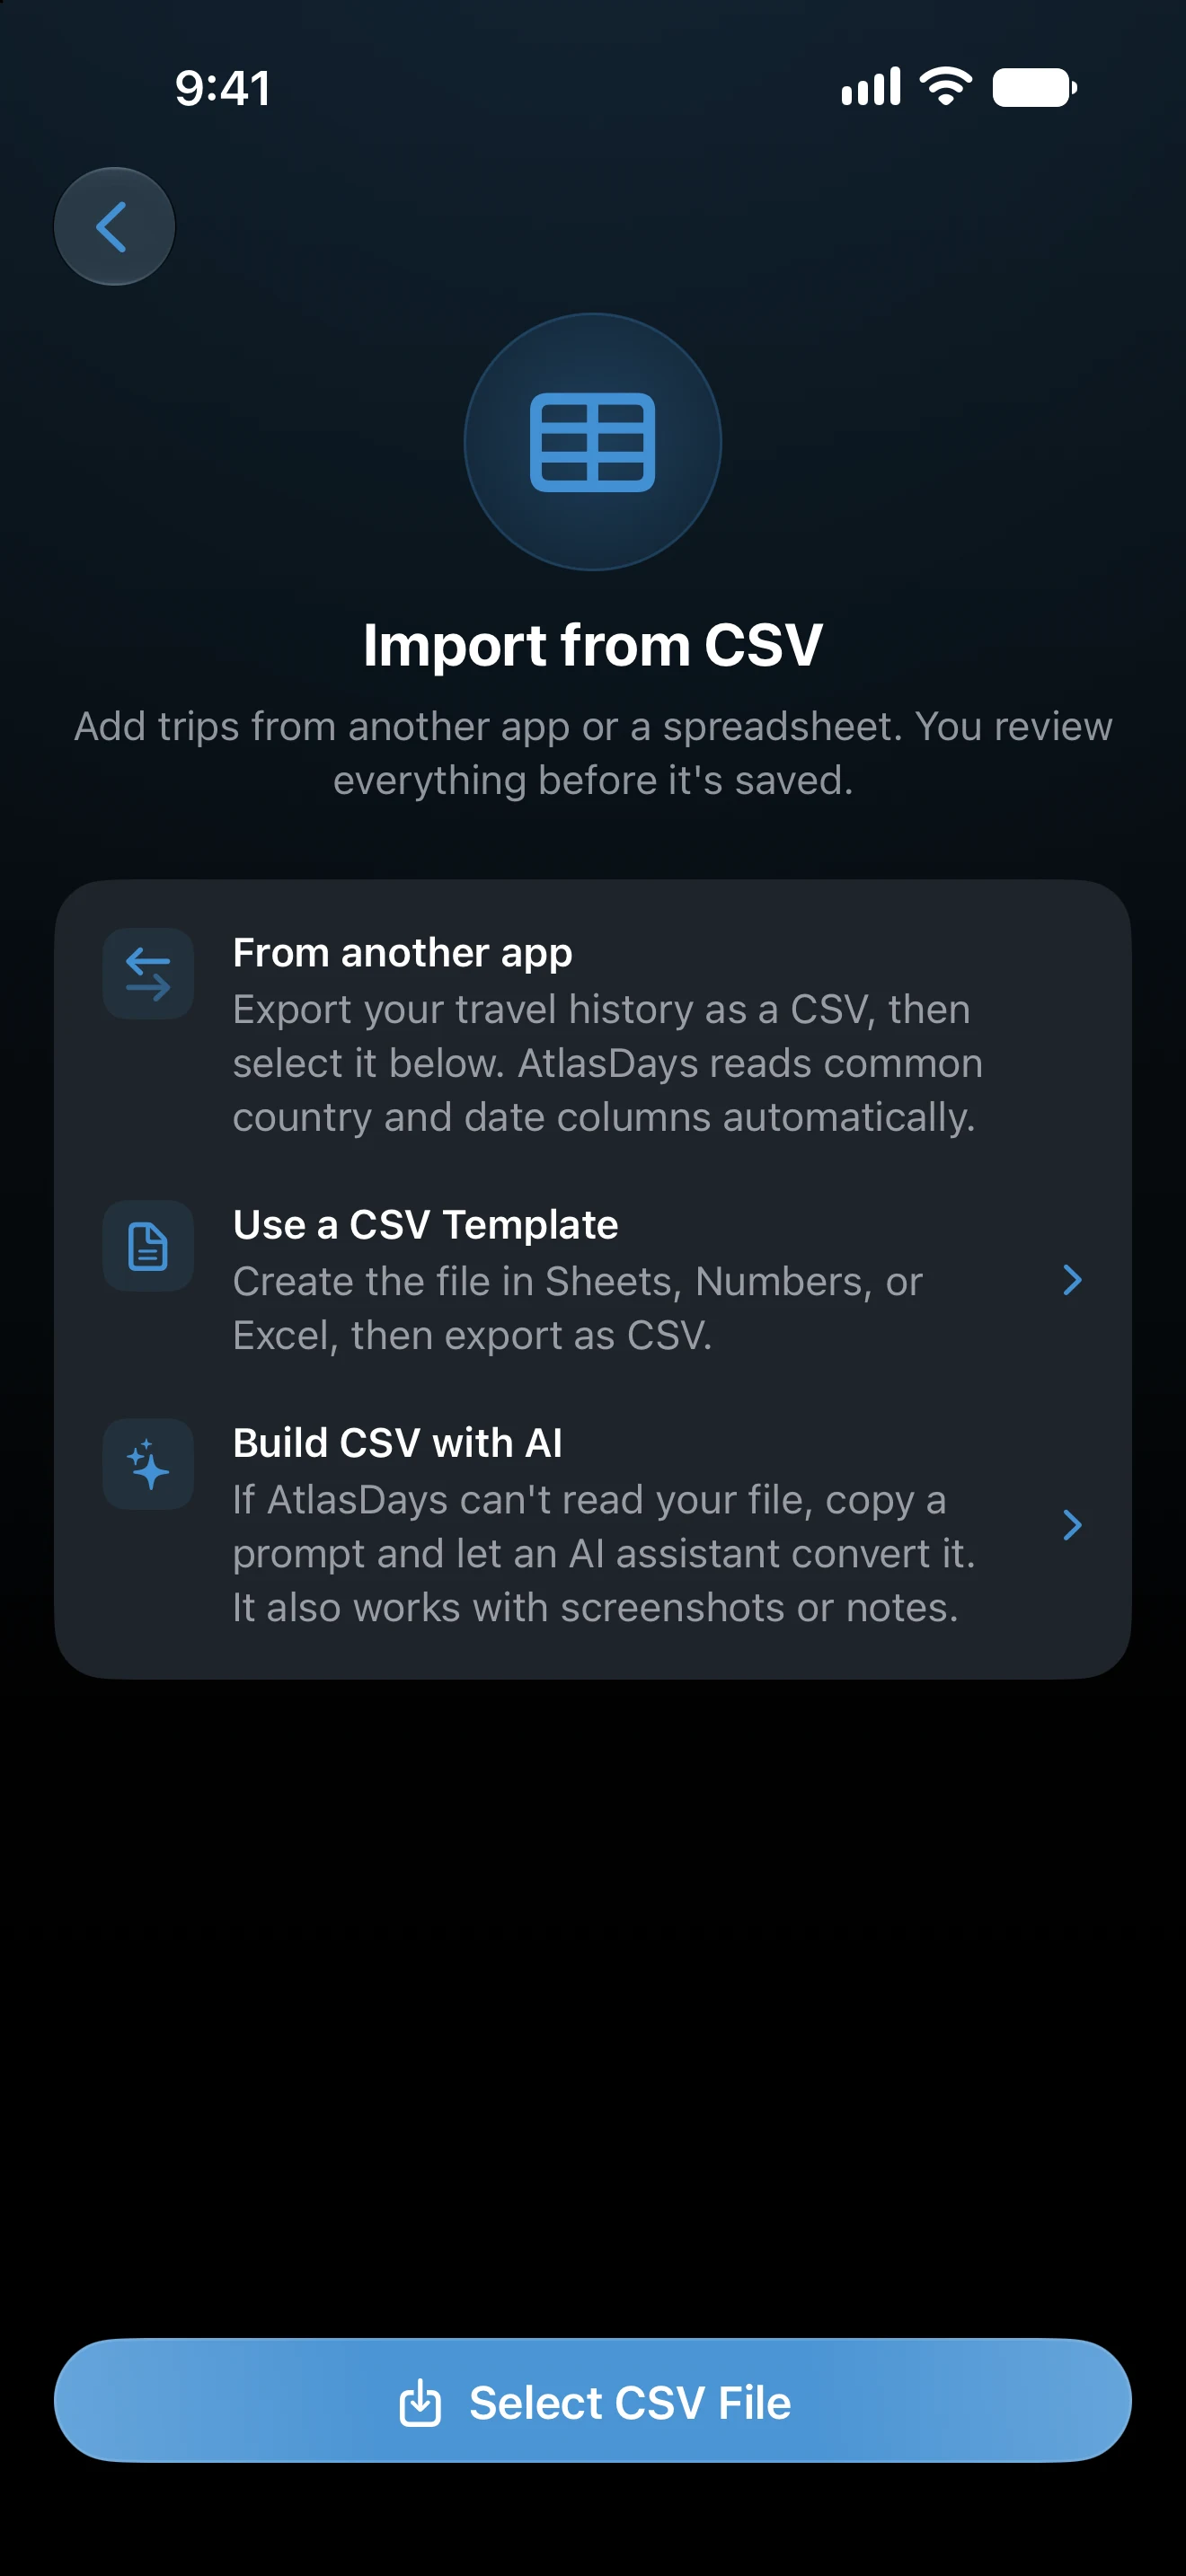 9:41
Import from CSV
Add trips from another app or a spreadsheet. You review
everything before it's saved.
From another app
Export your travel history as a CSV, then
select it below. AtlasDays reads common
country and date columns automatically.
Use a CSV Template
Create the file in Sheets, Numbers, or
Excel, then export as CSV.
Build CSV with AI
If AtlasDays can't read your file, copy a
prompt and let an AI assistant convert it.
It also works with screenshots or notes.
Select CSV File